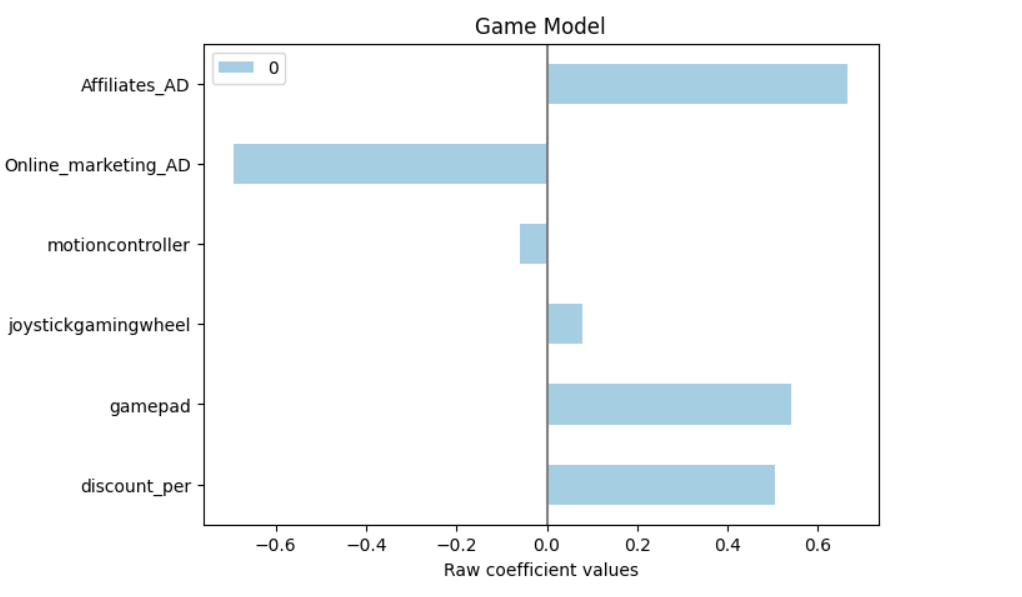 Game Model
0
Affiliates_AD
Online_marketing_AD
motioncontroller
joystickgamingwheel
gamepad
discount_per
−0.6 −0.4 −0.2 0.0 0.2 0.4 0.6
Raw coefficient values